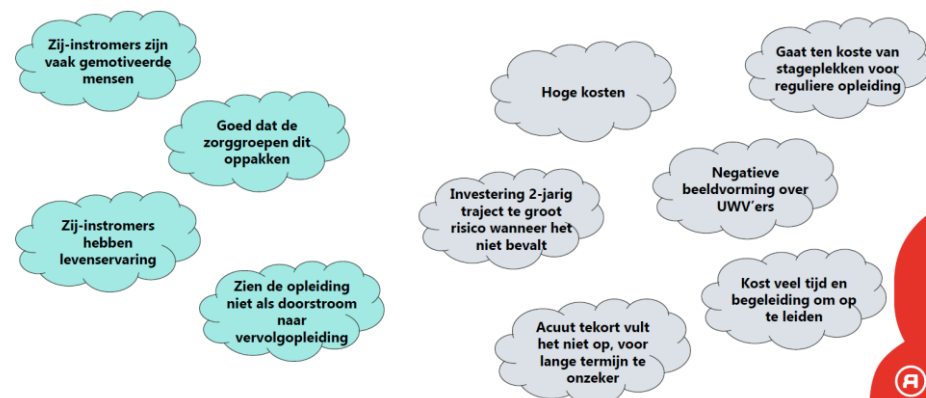 Zij-instromers zijn
vaak gemotiveerde
mensen
Goed dat de
zorggroepen dit
oppakken
Zij-instromers
hebben
levenservaring
Zien de opleiding
niet als doorstroom
naar
vervolgopleiding
Hoge kosten
Gaat ten koste van
stageplekken voor
reguliere opleiding
Investering 2-jarig
traject te groot
risico wanneer het
niet bevalt
Negatieve
beeldvorming over
UWV'ers
Acuut tekort vult
het niet op, voor
lange termijn te
onzeker
Kost veel tijd en
begeleiding om op
te leiden